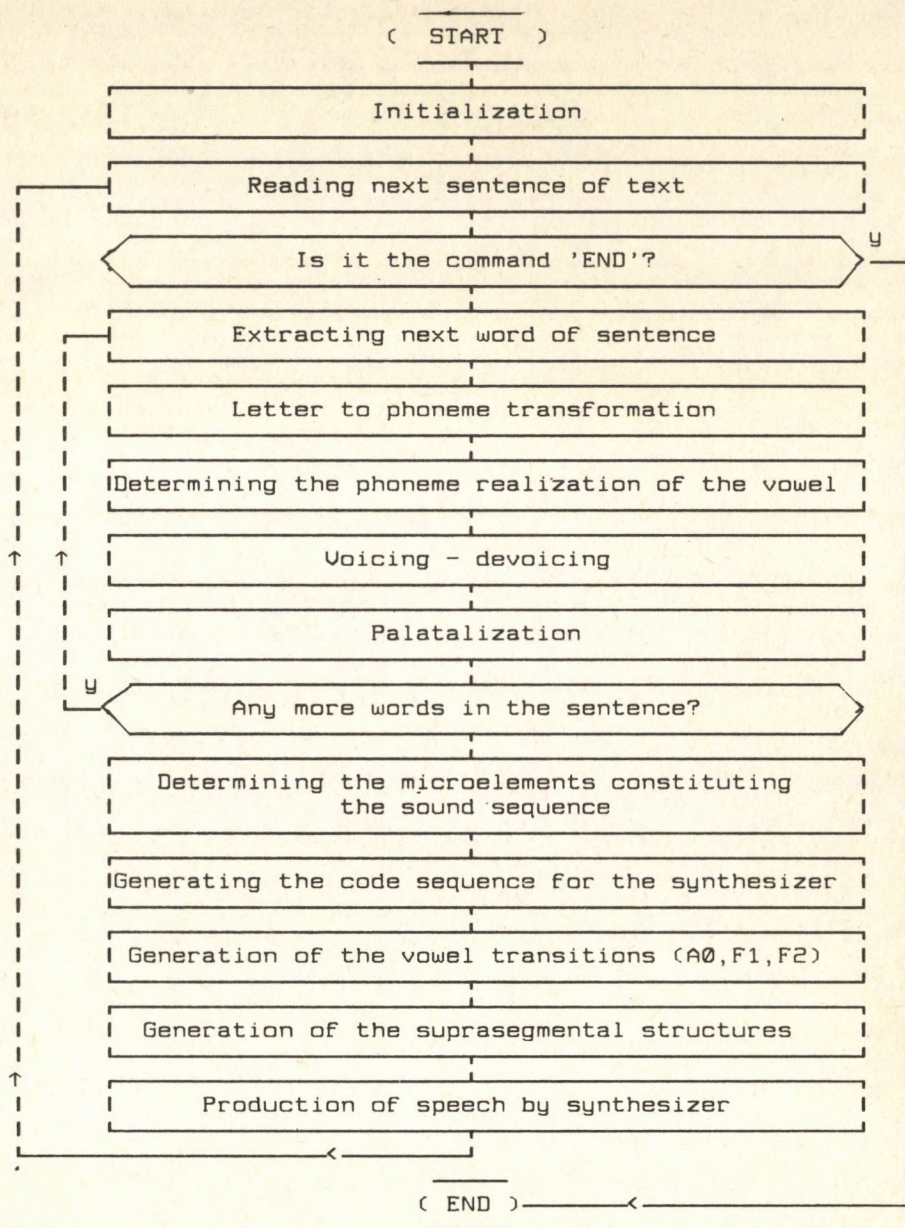 ( START )
Initialization
Reading next sentence of text
Is it the command 'END'?
y
Extracting next word of sentence
Letter to phoneme transformation
Determining the phoneme realization of the vowel
Voicing - devoicing
Palatalization
y
Any more words in the sentence?
Determining the microelements constituting
the sound sequence
Generating the code sequence for the synthesizer
Generation of the vowel transitions (A0,F1,F2)
Generation of the suprasegmental structures
Production of speech by synthesizer
( END )